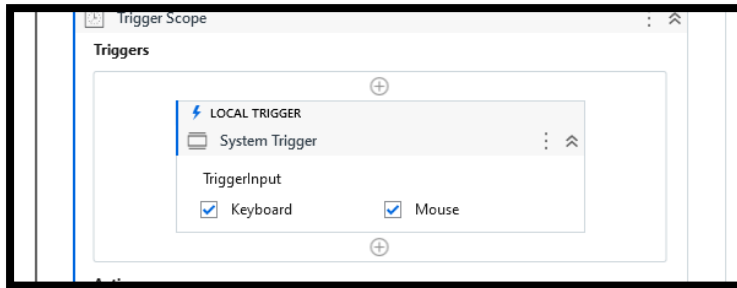 Trigger Scope
Triggers
LOCAL TRIGGER
System Trigger
TriggerInput
Keyboard Mouse